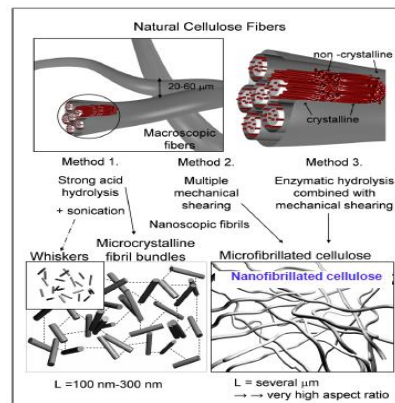 Natural Cellulose Fibers
non -crystalline
20-60 μm
crystalline
Macroscopic
fibers
Method 1.
Strong acid
hydrolysis
+ sonication
Method 2.
Multiple
mechanical
shearing
Method 3.
Enzymatic hydrolysis
combined with
mechanical shearing
Nanoscopic fibrils
Whiskers
Microcrystalline
fibril bundles
Microfibrillated cellulose
Nanofibrillated cellulose
L =100 nm-300 nm
L = several μm
→ → very high aspect ratio